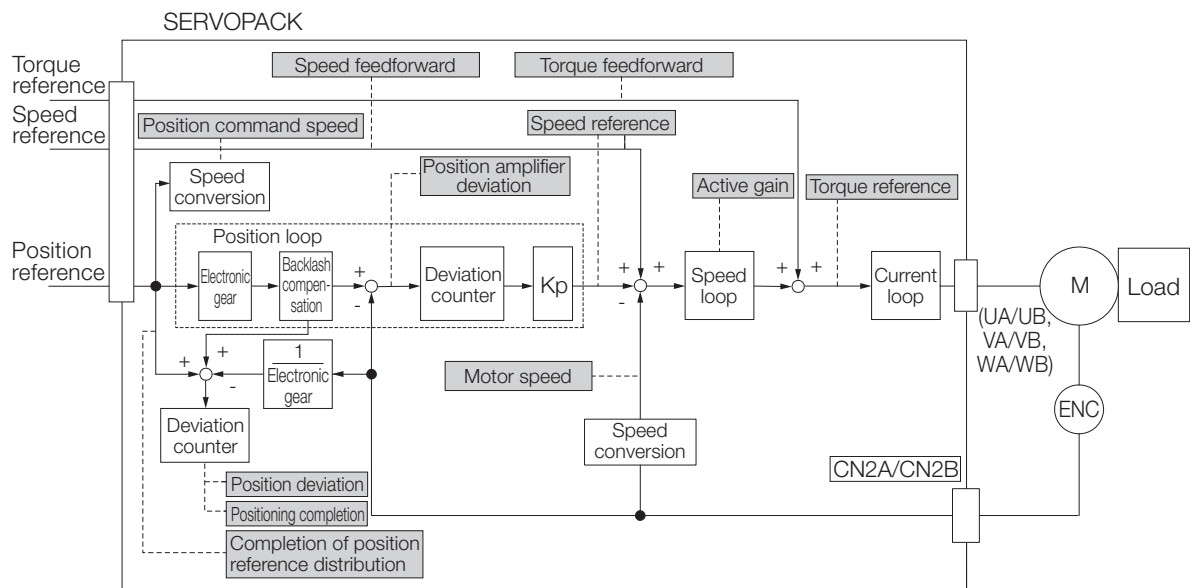 SERVOPACK
Torque
reference
Speed feedforward
Torque feedforward
Speed
reference
Position command speed
Speed reference
Position amplifier
deviation
Speed
conversion
Active gain
Torque reference
Position
reference
Position loop
Electronic
gear
Backlash
compen-
sation
+
-
Deviation
counter
Kp
+
-
+
Speed
loop
+
+
Current
loop
M
Load
(UA/UB,
VA/VB,
WA/WB)
+
+
-
1
Electronic
gear
Motor speed
ENC
Deviation
counter
Speed
conversion
CN2A/CN2B
Position deviation
Positioning completion
Completion of position
reference distribution